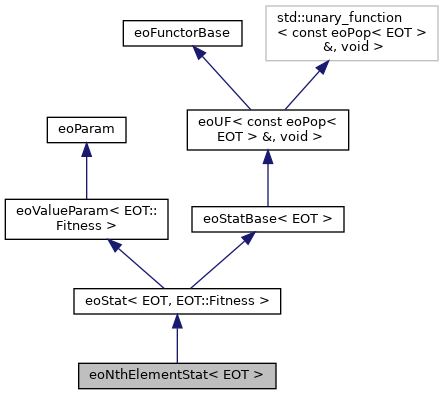 std::unary_function
< const eoPop< EOT >
&, void >
eoFunctorBase
eoUF< const eoPop<
EOT > &, void >
eoParam
eoValueParam< EOT::
Fitness >
eoStatBase< EOT >
eoStat< EOT, EOT::Fitness >
eoNthElementStat< EOT >